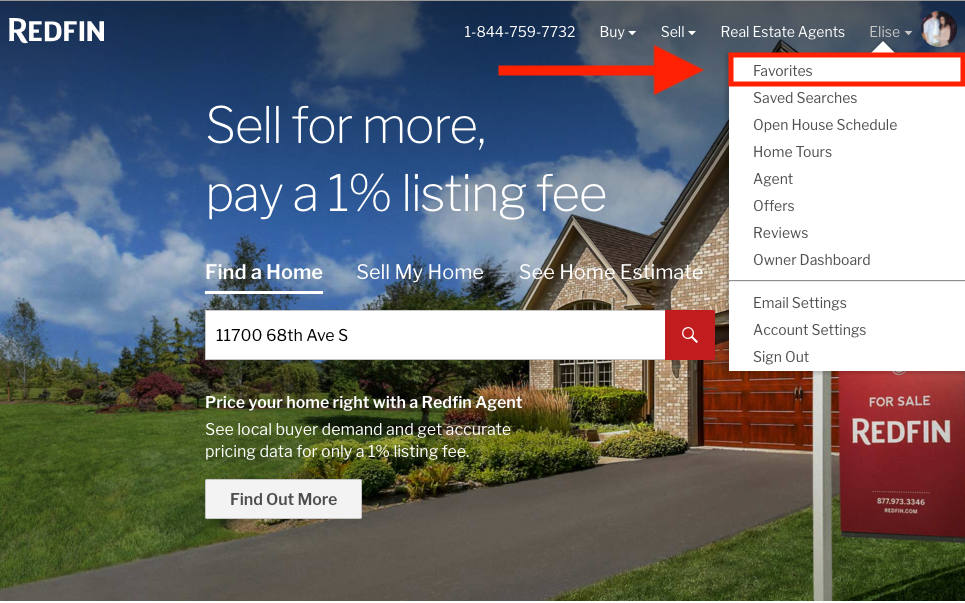 REDFIN
1-844-759-7732 Buy Sell Real Estate Agents Elise
Favorites
Saved Searches
Open House Schedule
Home Tours
Agent
Offers
Reviews
Owner Dashboard
Email Settings
Account Settings
Sign Out
Sell for more,
pay a 1% listing fee
Find a Home Sell My Home See Home Estimate
11700 68th Ave S
Price your home right with a Redfin Agent
See local buyer demand and get accurate
pricing data for only a 1% listing fee.
Find Out More
FOR SALE
REDFIN
877.973.3346
REDFIN.COM